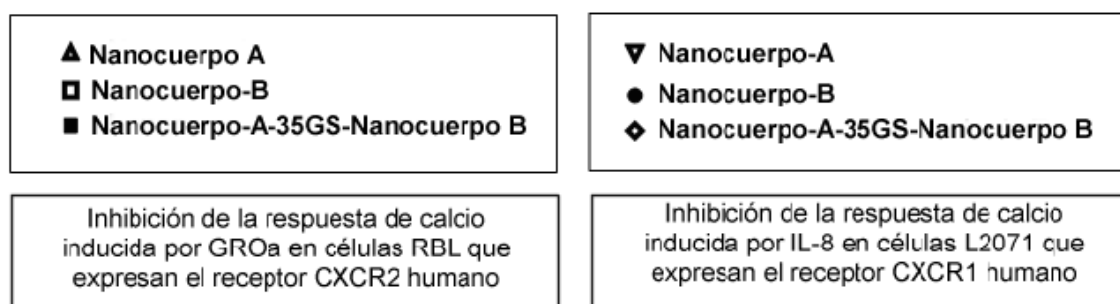 Nanocuerpo A
Nanocuerpo-B
Nanocuerpo-A-35GS-Nanocuerpo B
Nanocuerpo-A
Nanocuerpo-B
Nanocuerpo-A-35GS-Nanocuerpo B
Inhibición de la respuesta de calcio
inducida por GROa en células RBL que
expresan el receptor CXCR2 humano
Inhibición de la respuesta de calcio
inducida por IL-8 en células L2071 que
expresan el receptor CXCR1 humano